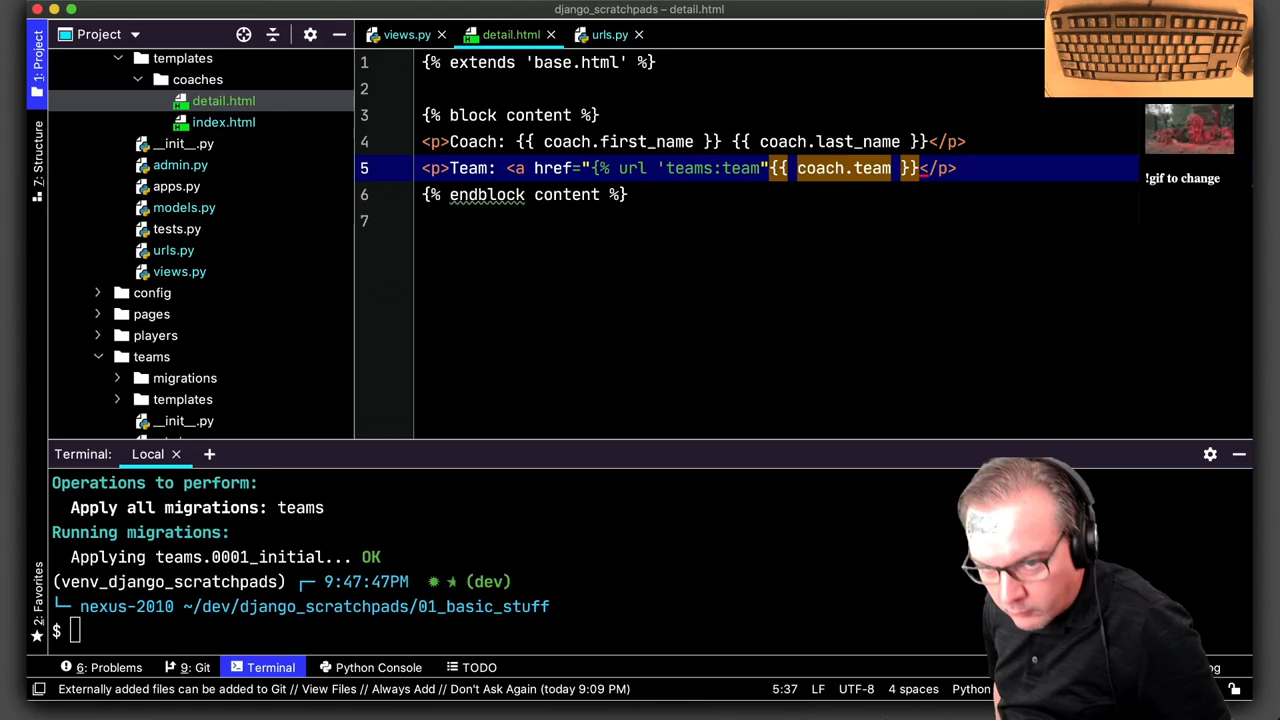 django_scratchpads – detail.html
1: Project
Project
views.py
detail.html
urls.py
templates
coaches
detail.html
index.html
__init__.py
admin.py
apps.py
models.py
tests.py
urls.py
views.py
config
pages
players
teams
migrations
templates
__init__.py
7: Structure
2: Favorites
1 {% extends 'base.html' %}
2
3 {% block content %}
4 <p>Coach: {{ coach.first_name }} {{ coach.last_name }}</p>
5 <p>Team: <a href="{% url 'teams:team"{{ coach.team }}</p>
6 {% endblock content %}
7
!gif to change
Terminal: Local +
Operations to perform:
Apply all migrations: teams
Running migrations:
Applying teams.0001_initial... OK
(venv_django_scratchpads) 9:47:47PM (dev)
nexus-2010 ~/dev/django_scratchpads/01_basic_stuff
$
6: Problems 9: Git Terminal Python Console TODO
Externally added files can be added to Git // View Files // Always Add // Don't Ask Again (today 9:09 PM) 5:37 LF UTF-8 4 spaces Python